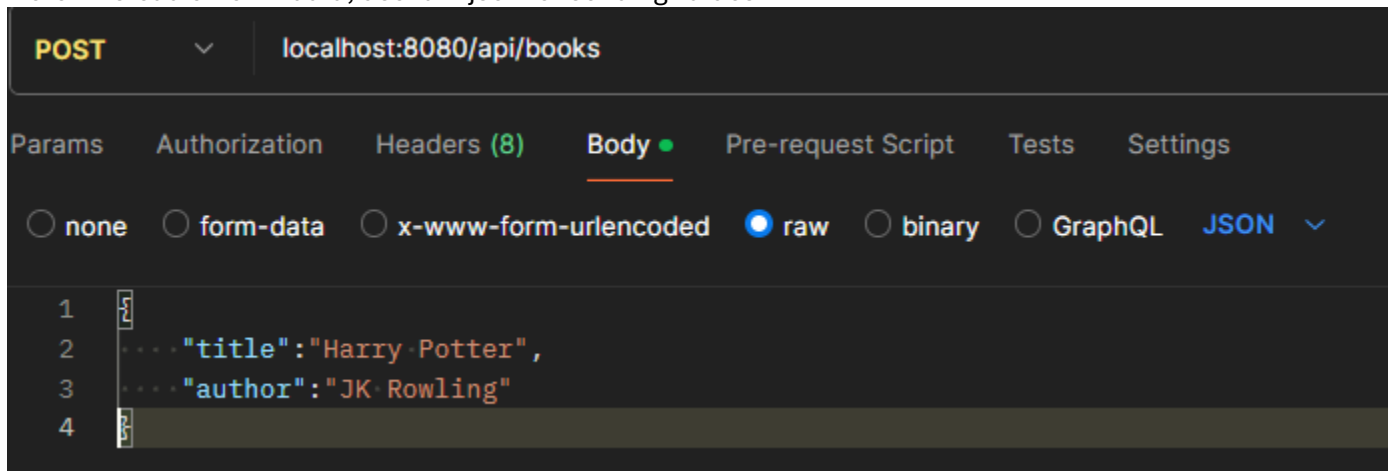 POST localhost:8080/api/books
Params Authorization Headers (8) Body Pre-request Script Tests Settings
none form-data x-www-form-urlencoded raw binary GraphQL JSON
1 {
2 "title":"Harry Potter",
3 "author":"JK Rowling"
4 }